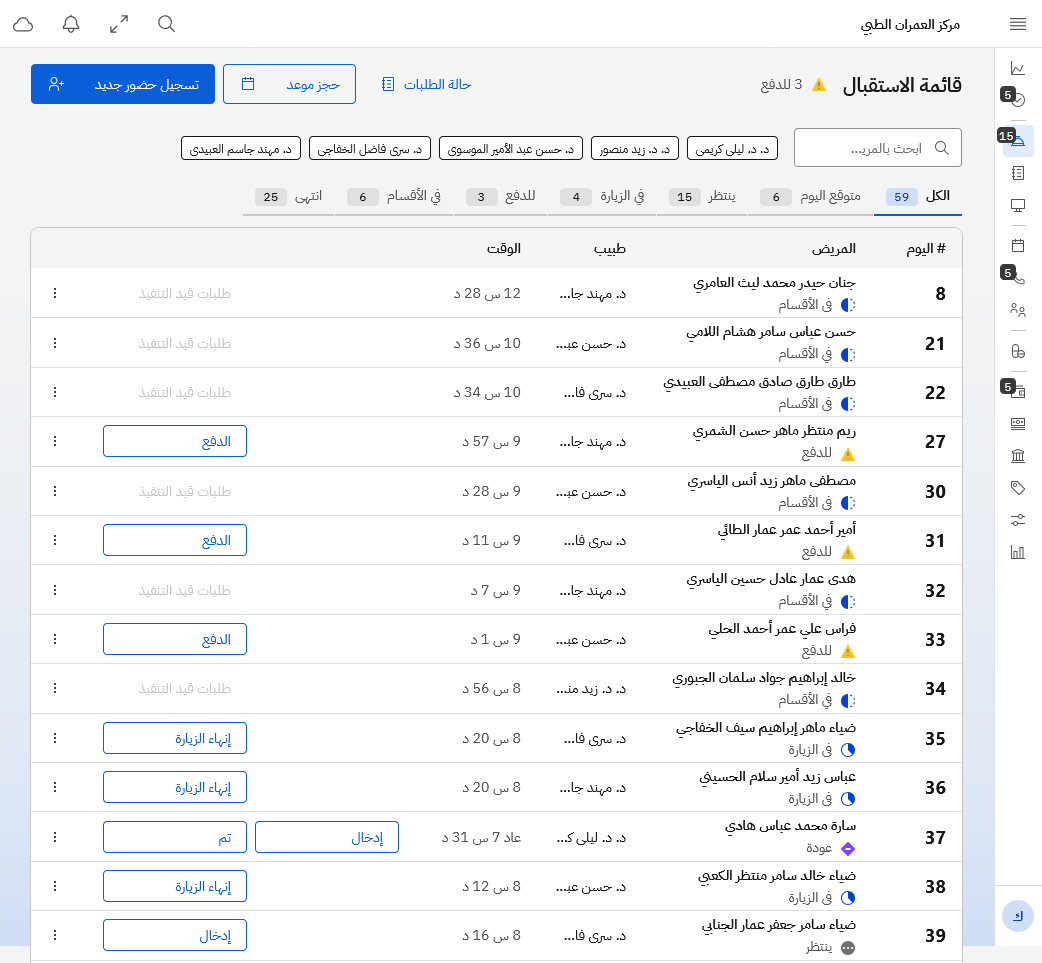 مركز العمران الطبي
5
15
5
5
ك
قائمة الاستقبال
3 للدفع
حالة الطلبات
حجز موعد
تسجيل حضور جديد
ابحث بالمريـ...
د. د. ليلى كريمي
د. د. زيد منصور
د. حسن عبد الأمير الموسوي
د. سرى فاضل الخفاجي
د. مهند جاسم العبيدي
الكل 59
متوقع اليوم 6
ينتظر 15
في الزيارة 4
للدفع 3
في الأقسام 6
انتهى 25
# اليوم المريض طبيب الوقت
8 جنان حيدر محمد ليث العامري د. مهند جا... 12 س 28 د طلبات قيد التنفيذ
في الأقسام
21 حسن عباس سامر هشام اللامي د. حسن عبـ... 10 س 36 د طلبات قيد التنفيذ
في الأقسام
22 طارق طارق صادق مصطفى العبيدي د. سرى فا... 10 س 34 د طلبات قيد التنفيذ
في الأقسام
27 ريم منتظر ماهر حسن الشمري د. مهند جا... 9 س 57 د الدفع
للدفع
30 مصطفى ماهر زيد أنس الياسري د. حسن عبـ... 9 س 28 د طلبات قيد التنفيذ
في الأقسام
31 أمير أحمد عمر عمار الطائي د. سرى فا... 9 س 11 د الدفع
للدفع
32 هدى عمار عادل حسين الياسري د. مهند جا... 9 س 7 د طلبات قيد التنفيذ
في الأقسام
33 فراس علي عمر أحمد الحلي د. حسن عبـ... 9 س 1 د الدفع
للدفع
34 خالد إبراهيم جواد سلمان الجبوري د. د. زيد منـ... 8 س 56 د طلبات قيد التنفيذ
في الأقسام
35 ضياء ماهر إبراهيم سيف الخفاجي د. سرى فا... 8 س 20 د إنهاء الزيارة
في الزيارة
36 عباس زيد أمير سلام الحسيني د. مهند جا... 8 س 20 د إنهاء الزيارة
في الزيارة
37 سارة محمد عباس هادي د. د. ليلى كـ... عاد 7 س 31 د إدخال تم
عودة
38 ضياء خالد سامر منتظر الكعبي د. حسن عبـ... 8 س 12 د إنهاء الزيارة
في الزيارة
39 ضياء سامر جعفر عمار الجنابي د. سرى فا... 8 س 16 د إدخال
ينتظر